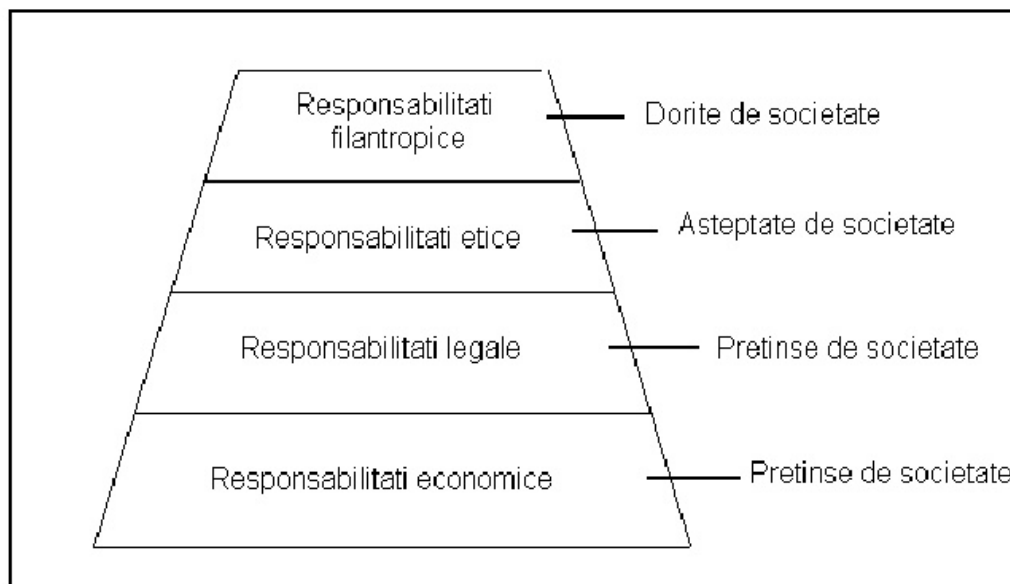 Responsabilitati
filantropice
Dorite de societate
Responsabilitati etice
Asteptate de societate
Responsabilitati legale
Pretinse de societate
Responsabilitati economice
Pretinse de societate